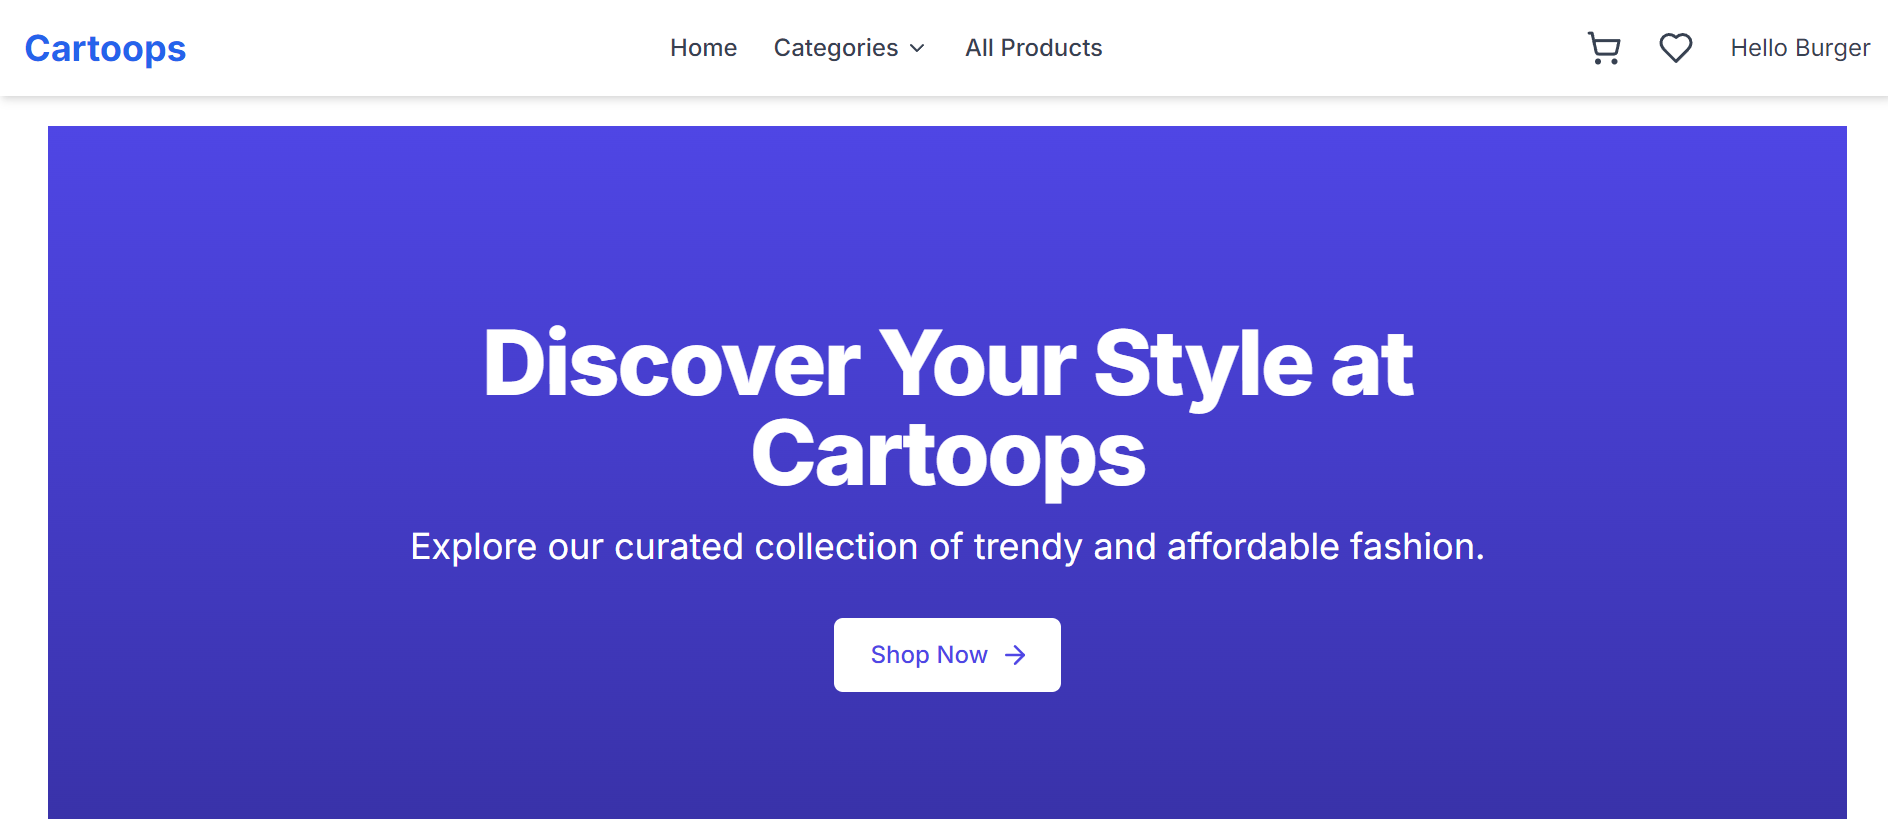 Cartoops
Home Categories All Products
Hello Burger
Discover Your Style at
Cartoops
Explore our curated collection of trendy and affordable fashion.
Shop Now